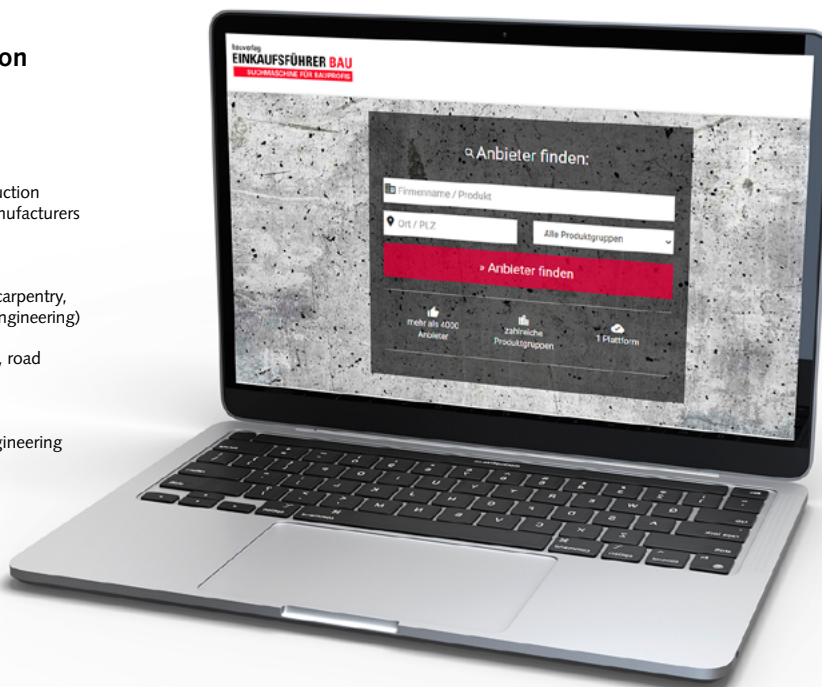 on
uction
nufacturers
carpentry,
ngineering)
, road
gineering
bauverlag
EINKAUFSFÜHRER BAU
SUCHMASCHINE FÜR BAUPROFIS
Anbieter finden:
Firmenname / Produkt
Ort / PLZ
Alle Produktgruppen
» Anbieter finden
mehr als 4000
Anbieter
zahlreiche
Produktgruppen
1 Plattform